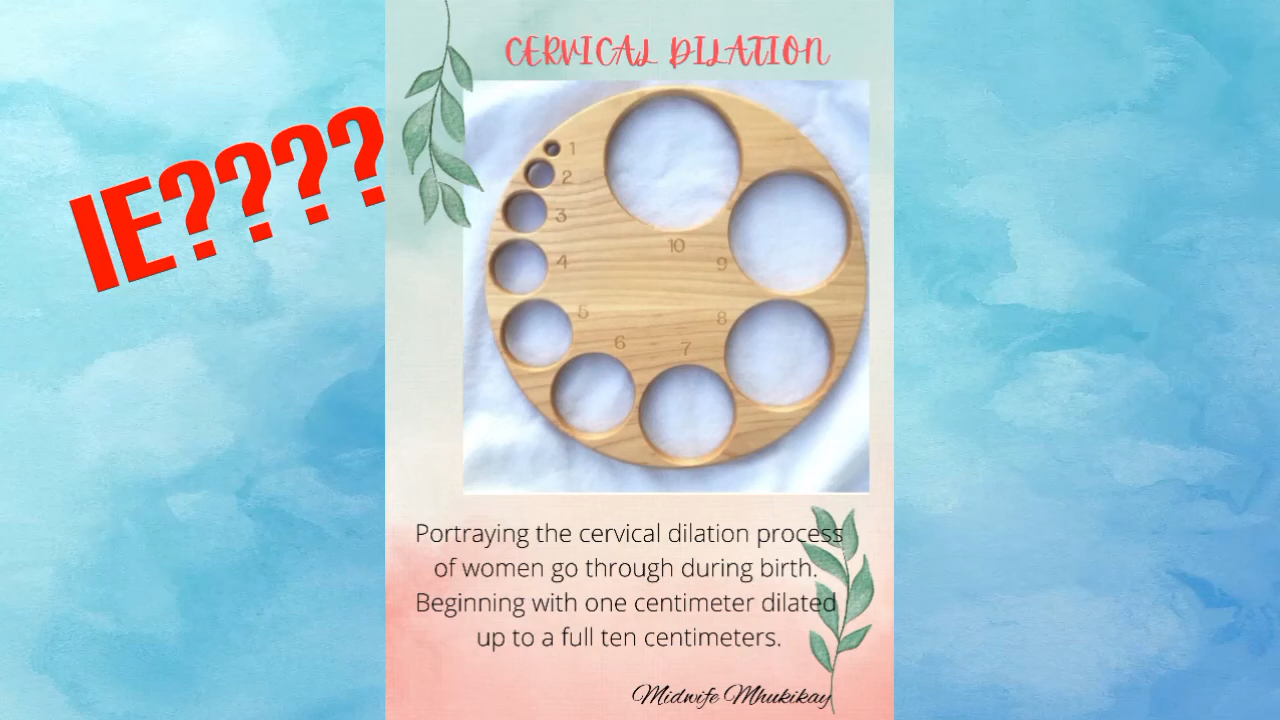 CERVICAL DILATION
IE????
1
2
3
4
5
6
7
8
9
10
Portraying the cervical dilation process
of women go through during birth.
Beginning with one centimeter dilated
up to a full ten centimeters.
Midwife Mhukikay